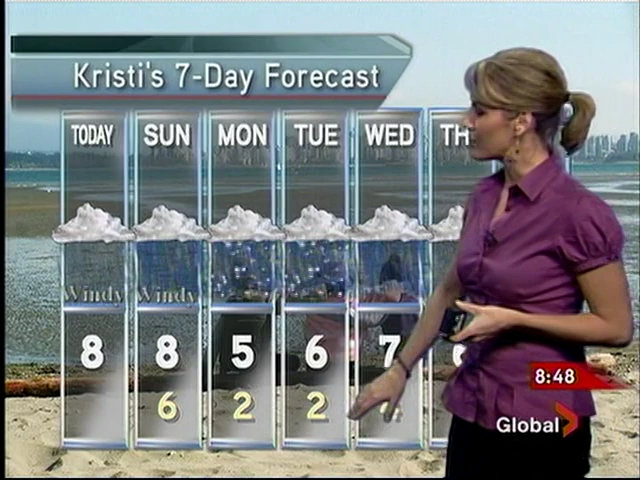 Kristi's 7-Day Forecast
TODAY SUN MON TUE WED TH
Windy Windy
8 8 5 6 7
6 2 2
8:48
Global